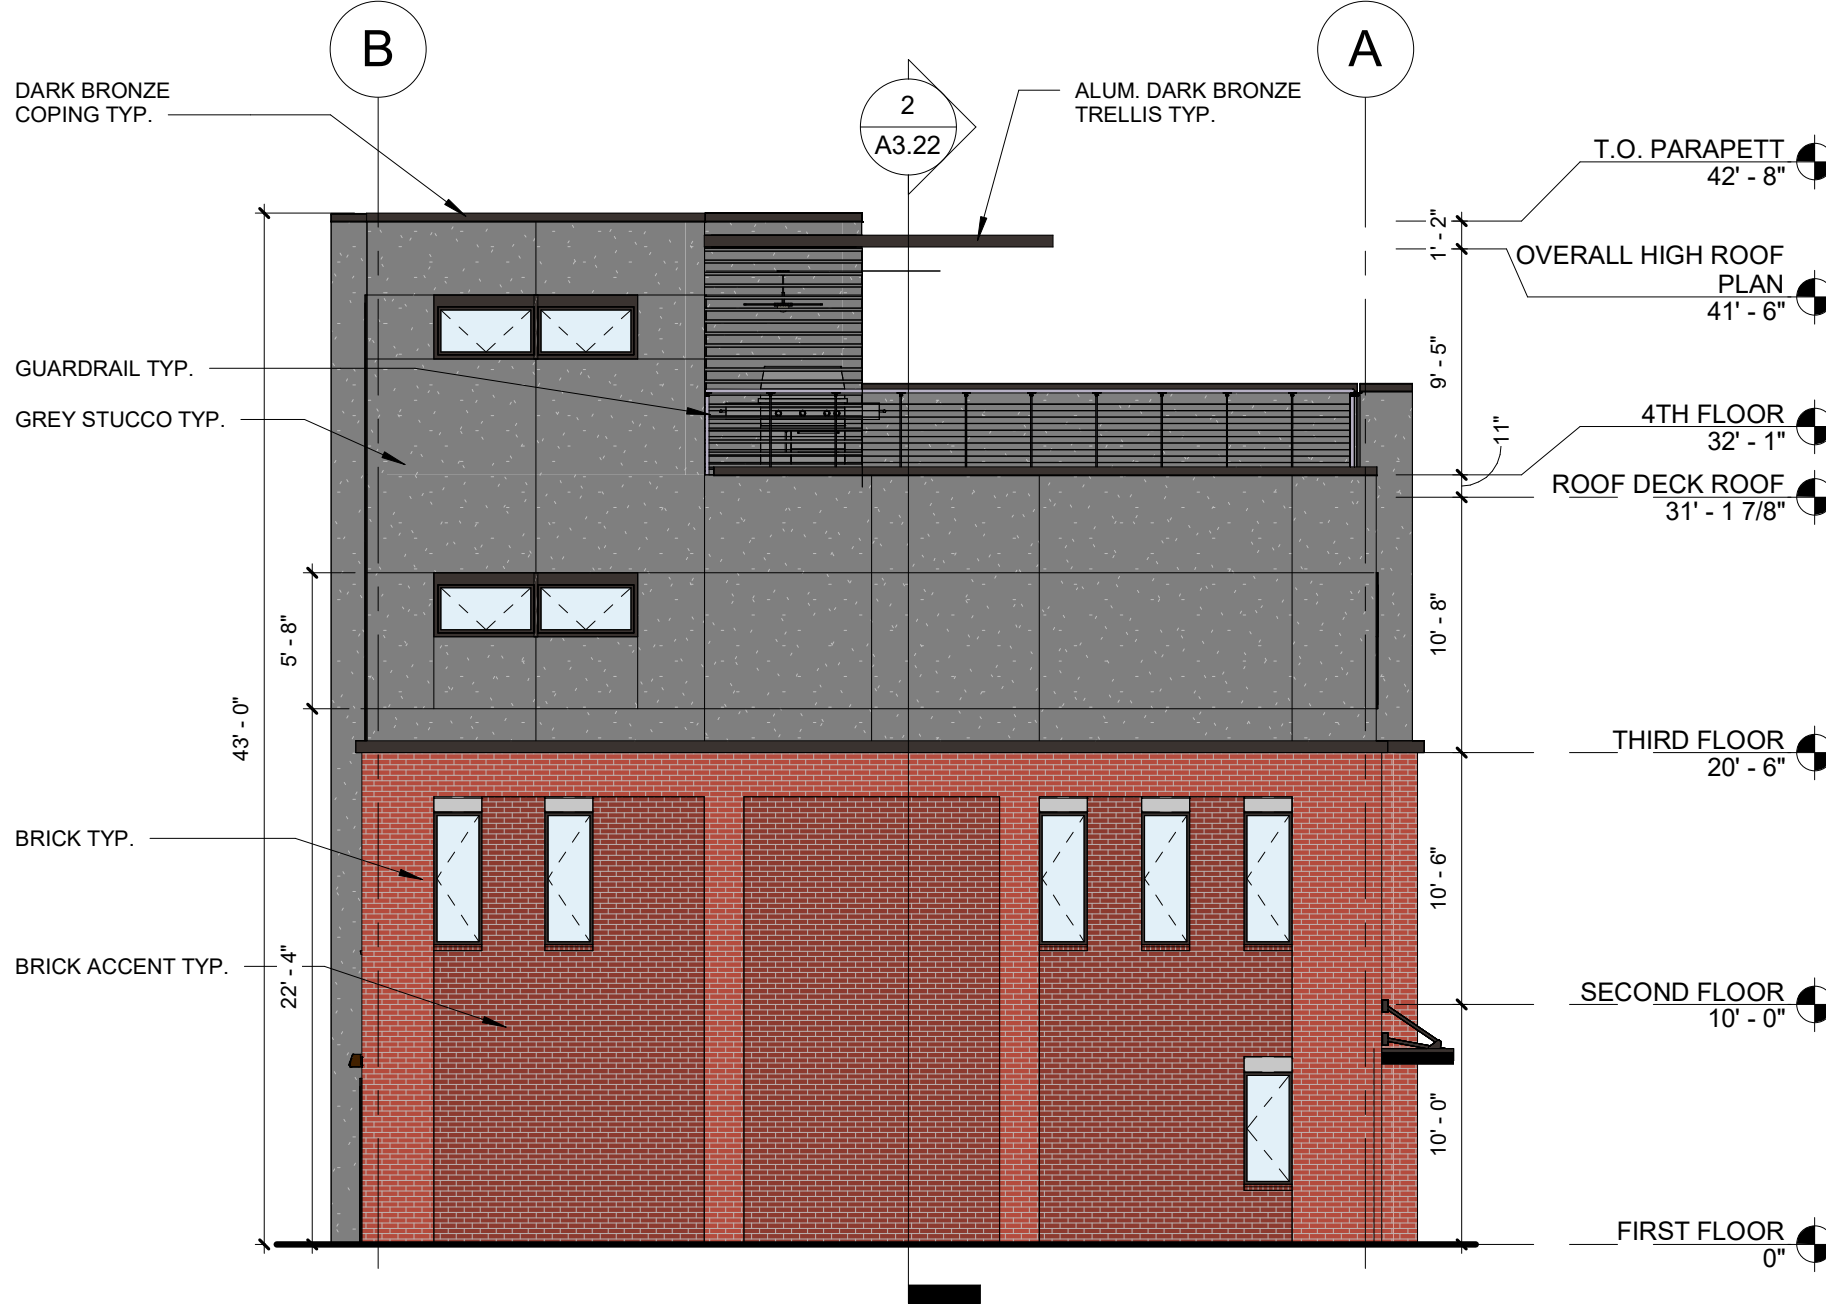 B
A
DARK BRONZE
COPING TYP.
2
A3.22
ALUM. DARK BRONZE
TRELLIS TYP.
T.O. PARAPETT
42' - 8"
1' - 2"
OVERALL HIGH ROOF
PLAN
41' - 6"
GUARDRAIL TYP.
9' - 5"
GREY STUCCO TYP.
4TH FLOOR
32' - 1"
11"
ROOF DECK ROOF
31' - 1 7/8"
5' - 8"
10' - 8"
43' - 0"
THIRD FLOOR
20' - 6"
BRICK TYP.
10' - 6"
BRICK ACCENT TYP.
22' - 4"
SECOND FLOOR
10' - 0"
10' - 0"
FIRST FLOOR
0"